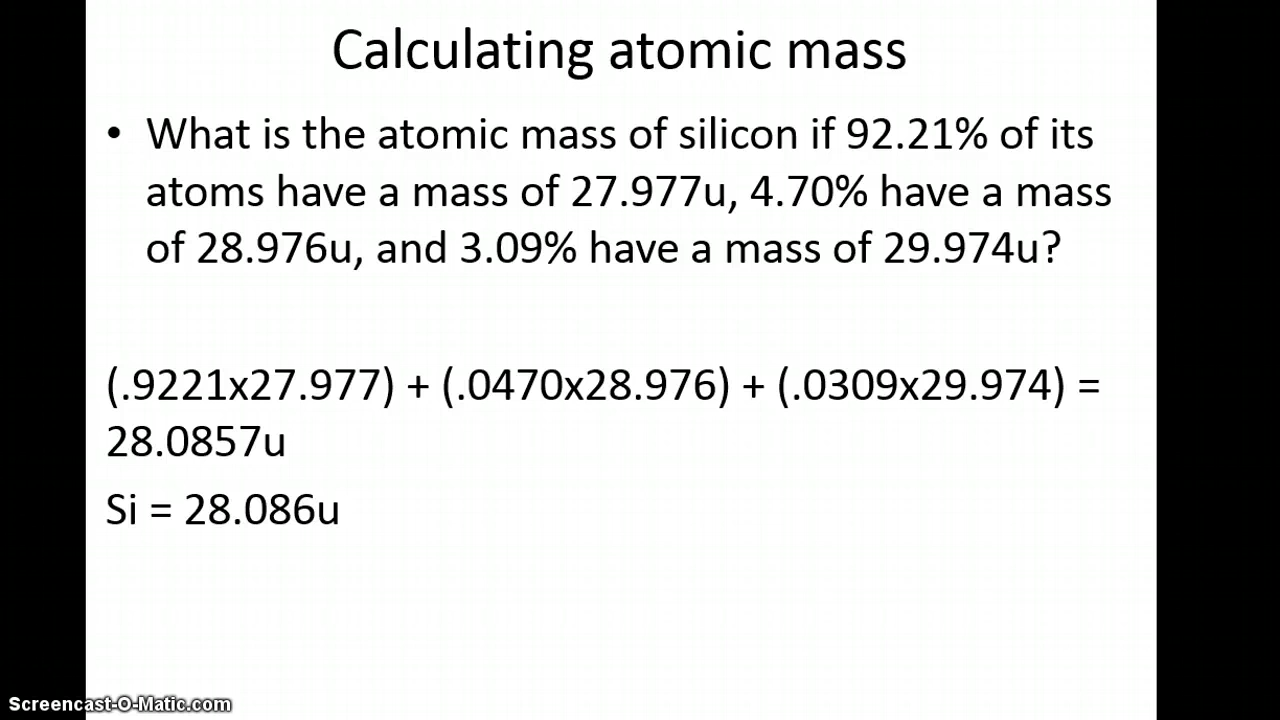 Calculating atomic mass
• What is the atomic mass of silicon if 92.21% of its
atoms have a mass of 27.977u, 4.70% have a mass
of 28.976u, and 3.09% have a mass of 29.974u?
(.9221x27.977) + (.0470x28.976) + (.0309x29.974) =
28.0857u
Si = 28.086u
Screencast-O-Matic.com